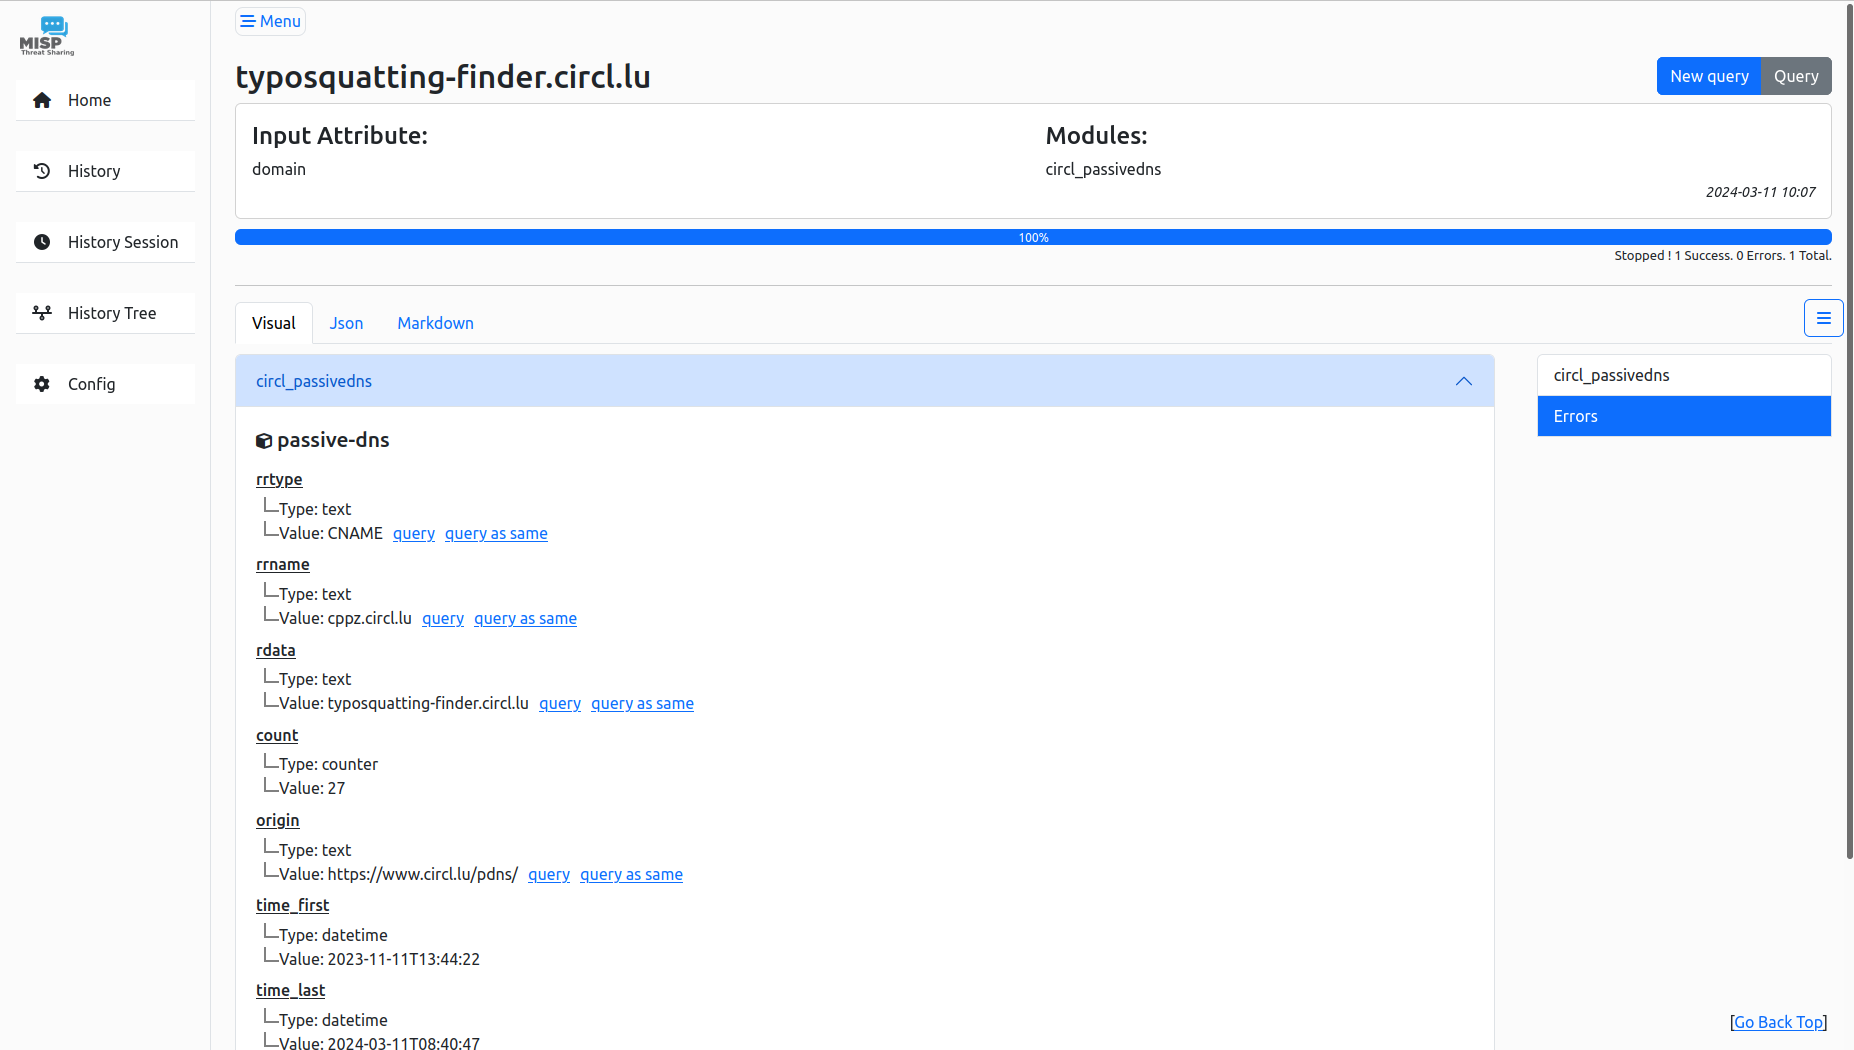 MISP
Threat Sharing
Home
History
History Session
History Tree
Config
Menu
typosquatting-finder.circl.lu
New query Query
Input Attribute:
domain
Modules:
circl_passivedns
2024-03-11 10:07
100%
Stopped ! 1 Success. 0 Errors. 1 Total.
Visual Json Markdown
circl_passivedns
passive-dns
rrtype
Type: text
Value: CNAME query query as same
rrname
Type: text
Value: cppz.circl.lu query query as same
rdata
Type: text
Value: typosquatting-finder.circl.lu query query as same
count
Type: counter
Value: 27
origin
Type: text
Value: https://www.circl.lu/pdns/ query query as same
time_first
Type: datetime
Value: 2023-11-11T13:44:22
time_last
Type: datetime
Value: 2024-03-11T08:40:47
circl_passivedns
Errors
[Go Back Top]